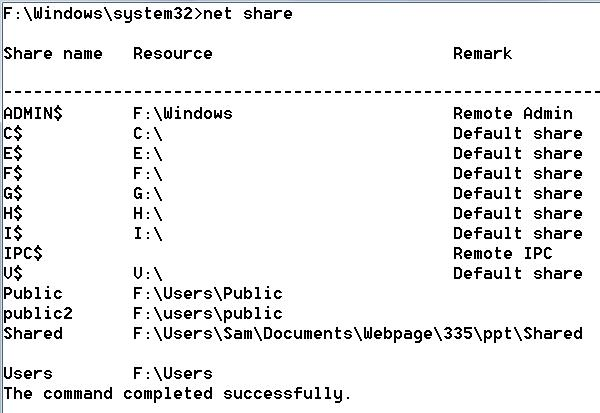 F:\Windows\system32>net share
Share name Resource Remark
-------------------------------------------------------------------------------
ADMIN$ F:\Windows Remote Admin
C$ C:\ Default share
E$ E:\ Default share
F$ F:\ Default share
G$ G:\ Default share
H$ H:\ Default share
I$ I:\ Default share
IPC$ Remote IPC
V$ V:\ Default share
Public F:\Users\Public
public2 F:\users\public
Shared F:\Users\Sam\Documents\Webpage\335\ppt\Shared
Users F:\Users
The command completed successfully.